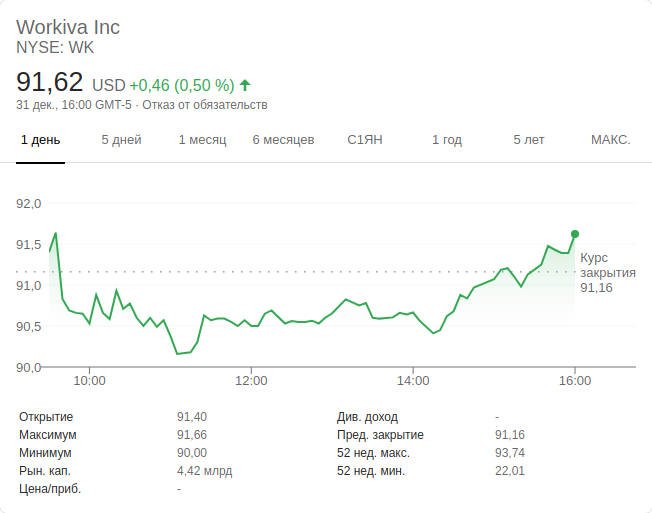 Workiva Inc
NYSE: WK
91,62 USD +0,46 (0,50 %)
31 дек., 16:00 GMT-5 · Отказ от обязательств
1 день 5 дней 1 месяц 6 месяцев С1ЯН 1 год 5 лет МАКС.
92,0
91,5
Курс
закрытия
91,16
91,0
90,5
90,0
10:00 12:00 14:00 16:00
Открытие 91,40 Див. доход -
Максимум 91,66 Пред. закрытие 91,16
Минимум 90,00 52 нед. макс. 93,74
Рын. кап. 4,42 млрд 52 нед. мин. 22,01
Цена/приб. -